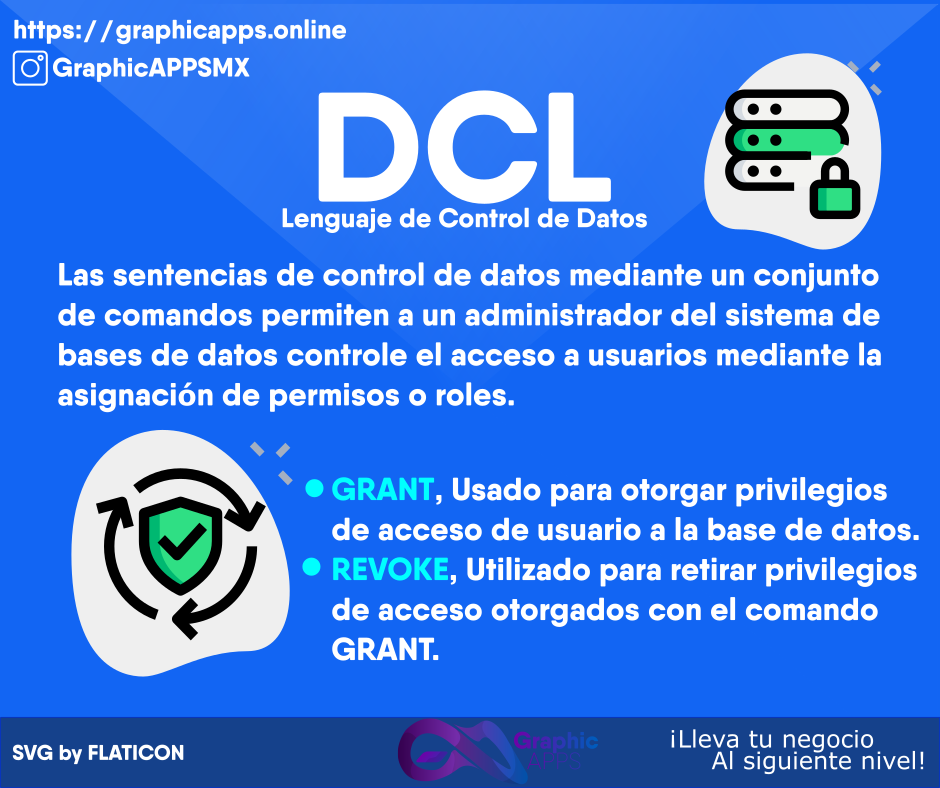 https://graphicapps.online
GraphicAPPSMX
DCL
Lenguaje de Control de Datos
Las sentencias de control de datos mediante un conjunto
de comandos permiten a un administrador del sistema de
bases de datos controle el acceso a usuarios mediante la
asignación de permisos o roles.
GRANT, Usado para otorgar privilegios
de acceso de usuario a la base de datos.
REVOKE, Utilizado para retirar privilegios
de acceso otorgados con el comando
GRANT.
SVG by FLATICON
Graphic
APPS
¡Lleva tu negocio
Al siguiente nivel!